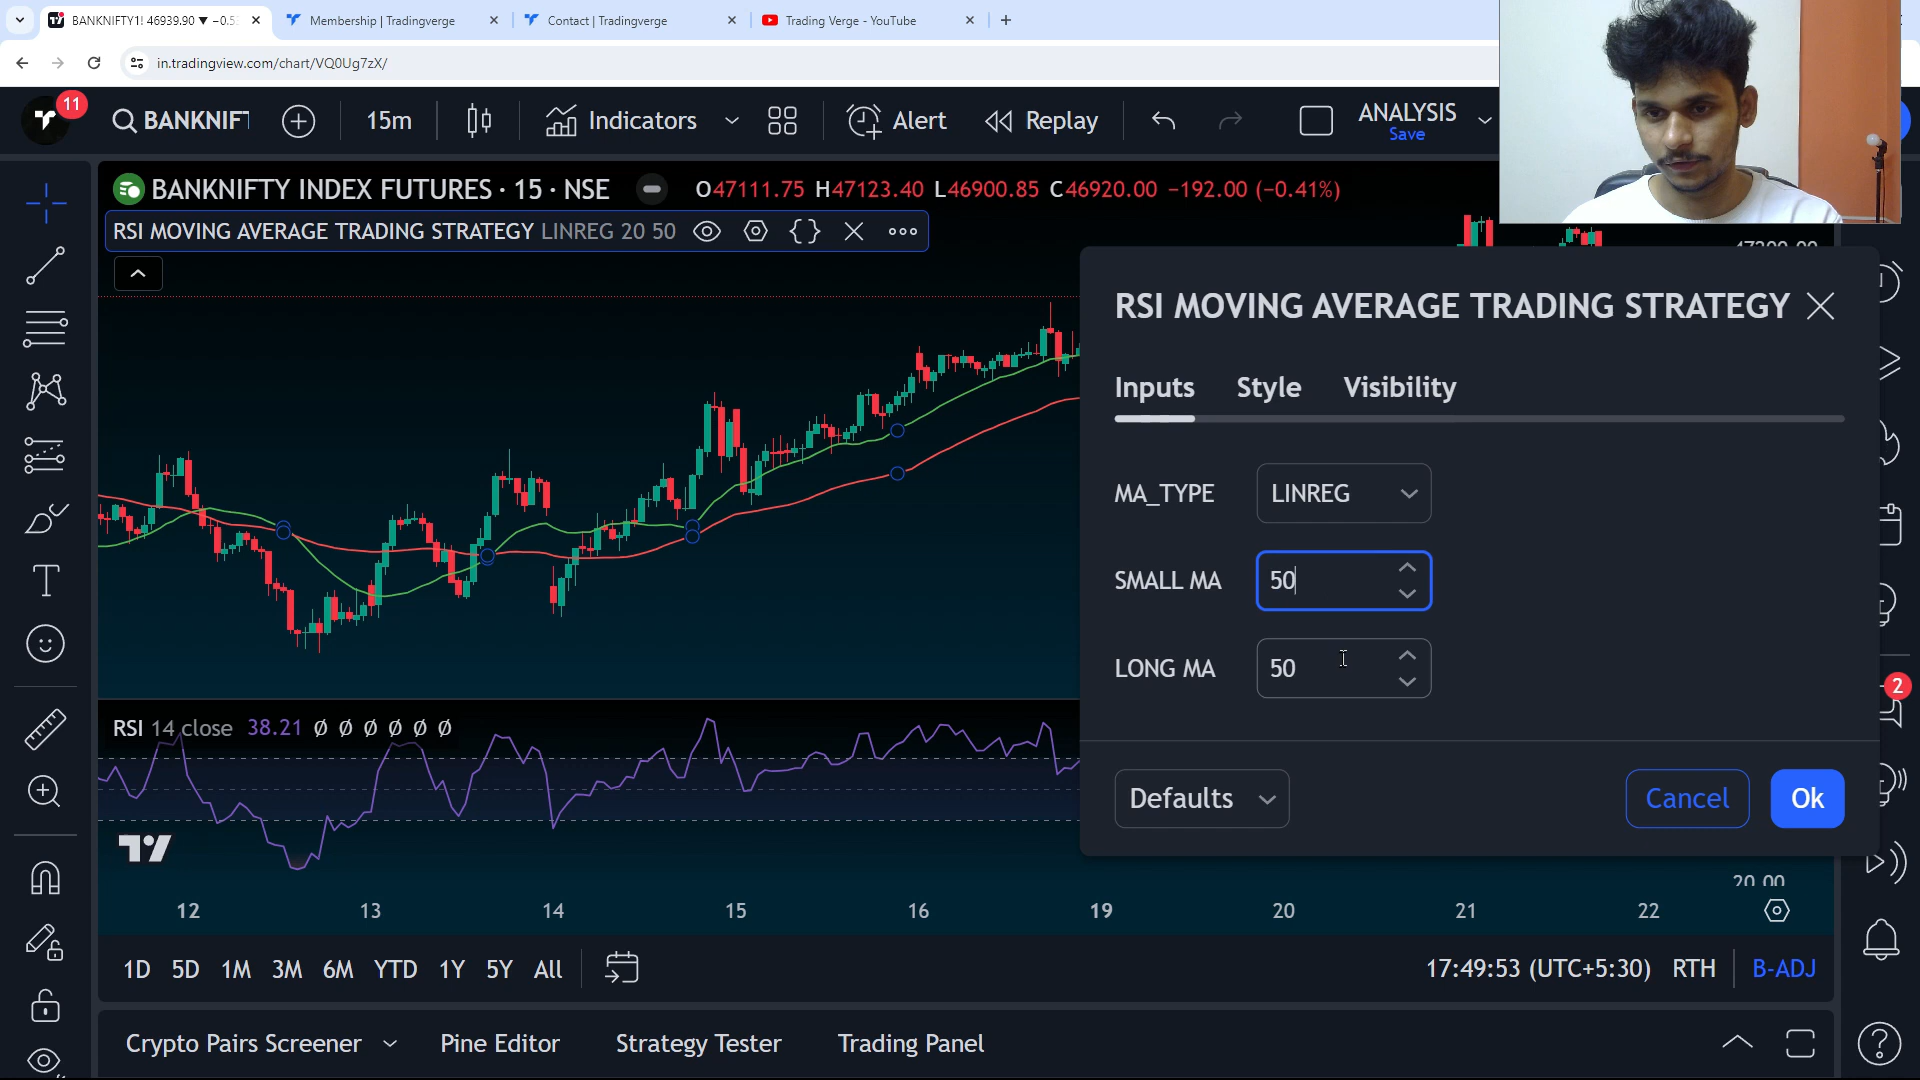 BANKNIFTY1! 46939.90 ▼ −0.5
Membership | Tradingverge
Contact | Tradingverge
Trading Verge - YouTube
in.tradingview.com/chart/VQ0Ug7zX/
11
BANKNIFT
15m
Indicators
Alert
Replay
ANALYSIS
Save
BANKNIFTY INDEX FUTURES · 15 · NSE
O47111.75 H47123.40 L46900.85 C46920.00 −192.00 (−0.41%)
RSI MOVING AVERAGE TRADING STRATEGY LINREG 20 50
RSI MOVING AVERAGE TRADING STRATEGY
Inputs
Style
Visibility
MA_TYPE
LINREG
SMALL MA
50
LONG MA
50
2
Defaults
Cancel
Ok
RSI 14 close 38.21 Ø Ø Ø Ø Ø Ø
20.00
12 13 14 15 16 19 20 21 22
1D 5D 1M 3M 6M YTD 1Y 5Y All
17:49:53 (UTC+5:30) RTH B-ADJ
Crypto Pairs Screener
Pine Editor
Strategy Tester
Trading Panel